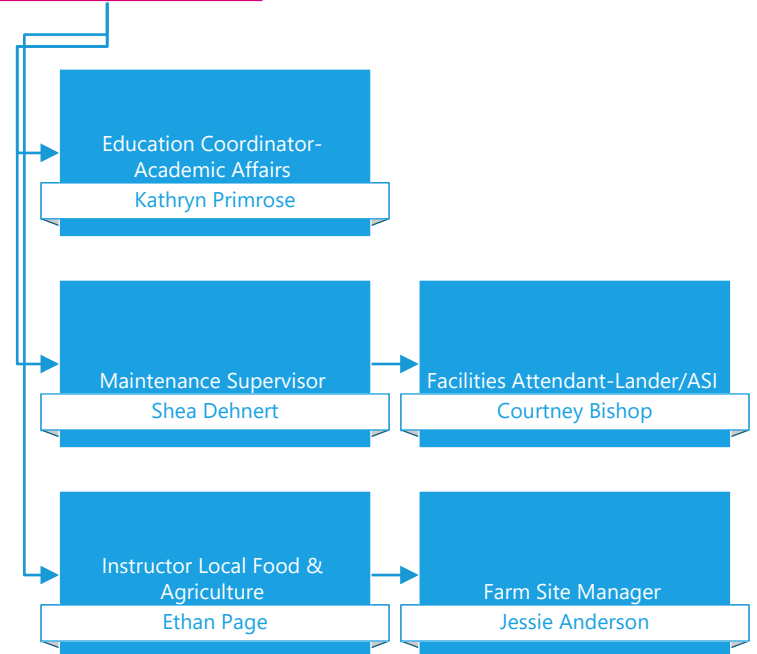 Education Coordinator-
Academic Affairs
Kathryn Primrose
Maintenance Supervisor
Shea Dehnert
Facilities Attendant-Lander/ASI
Courtney Bishop
Instructor Local Food &
Agriculture
Ethan Page
Farm Site Manager
Jessie Anderson